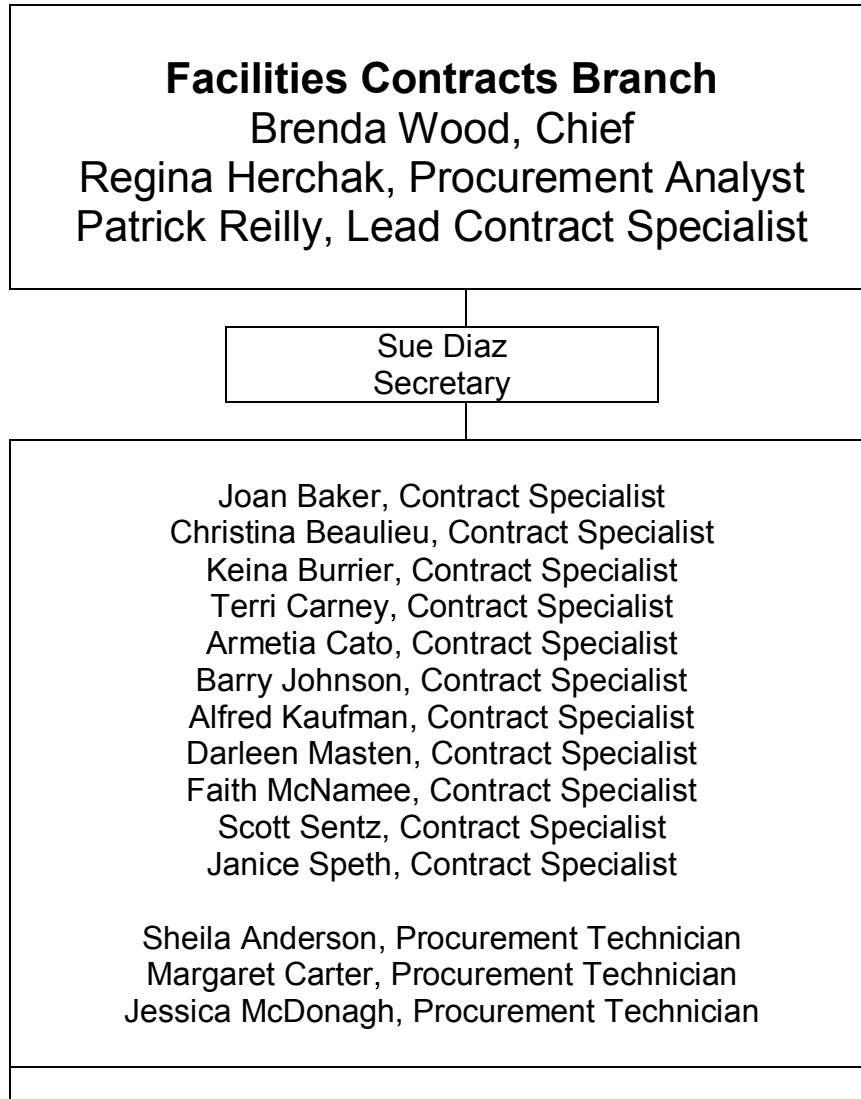 Facilities Contracts Branch
Brenda Wood, Chief
Regina Herchak, Procurement Analyst
Patrick Reilly, Lead Contract Specialist
Sue Diaz
Secretary
Joan Baker, Contract Specialist
Christina Beaulieu, Contract Specialist
Keina Burrier, Contract Specialist
Terri Carney, Contract Specialist
Armetia Cato, Contract Specialist
Barry Johnson, Contract Specialist
Alfred Kaufman, Contract Specialist
Darleen Masten, Contract Specialist
Faith McNamee, Contract Specialist
Scott Sentz, Contract Specialist
Janice Speth, Contract Specialist
Sheila Anderson, Procurement Technician
Margaret Carter, Procurement Technician
Jessica McDonagh, Procurement Technician